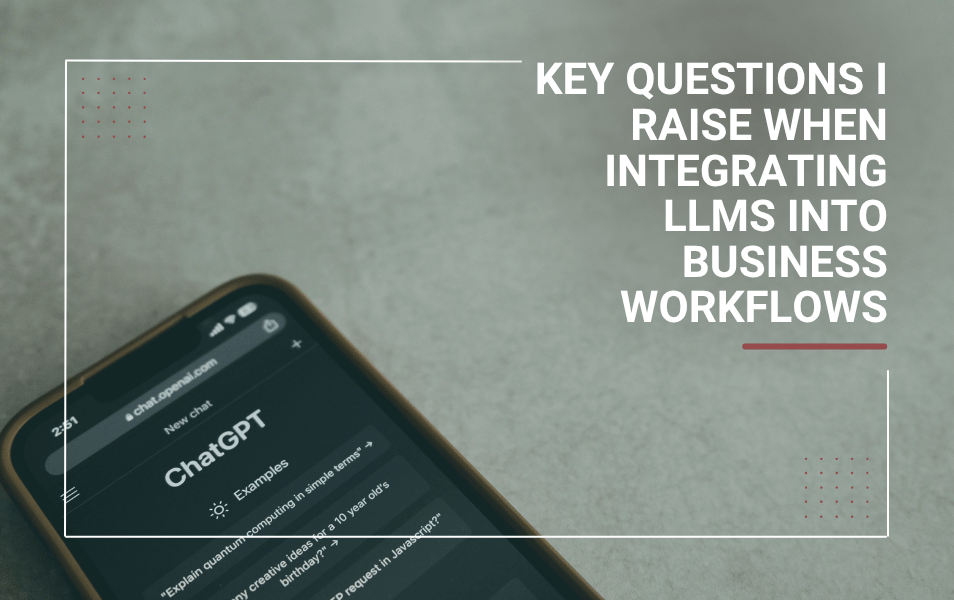 KEY QUESTIONS I
RAISE WHEN
INTEGRATING
LLMS INTO
BUSINESS
WORKFLOWS
2:51
chat.openai.com
New chat
ChatGPT
Examples
"Explain quantum computing in simple terms" →
any creative ideas for a 10 year old's
birthday?" →
request in Javascript?"